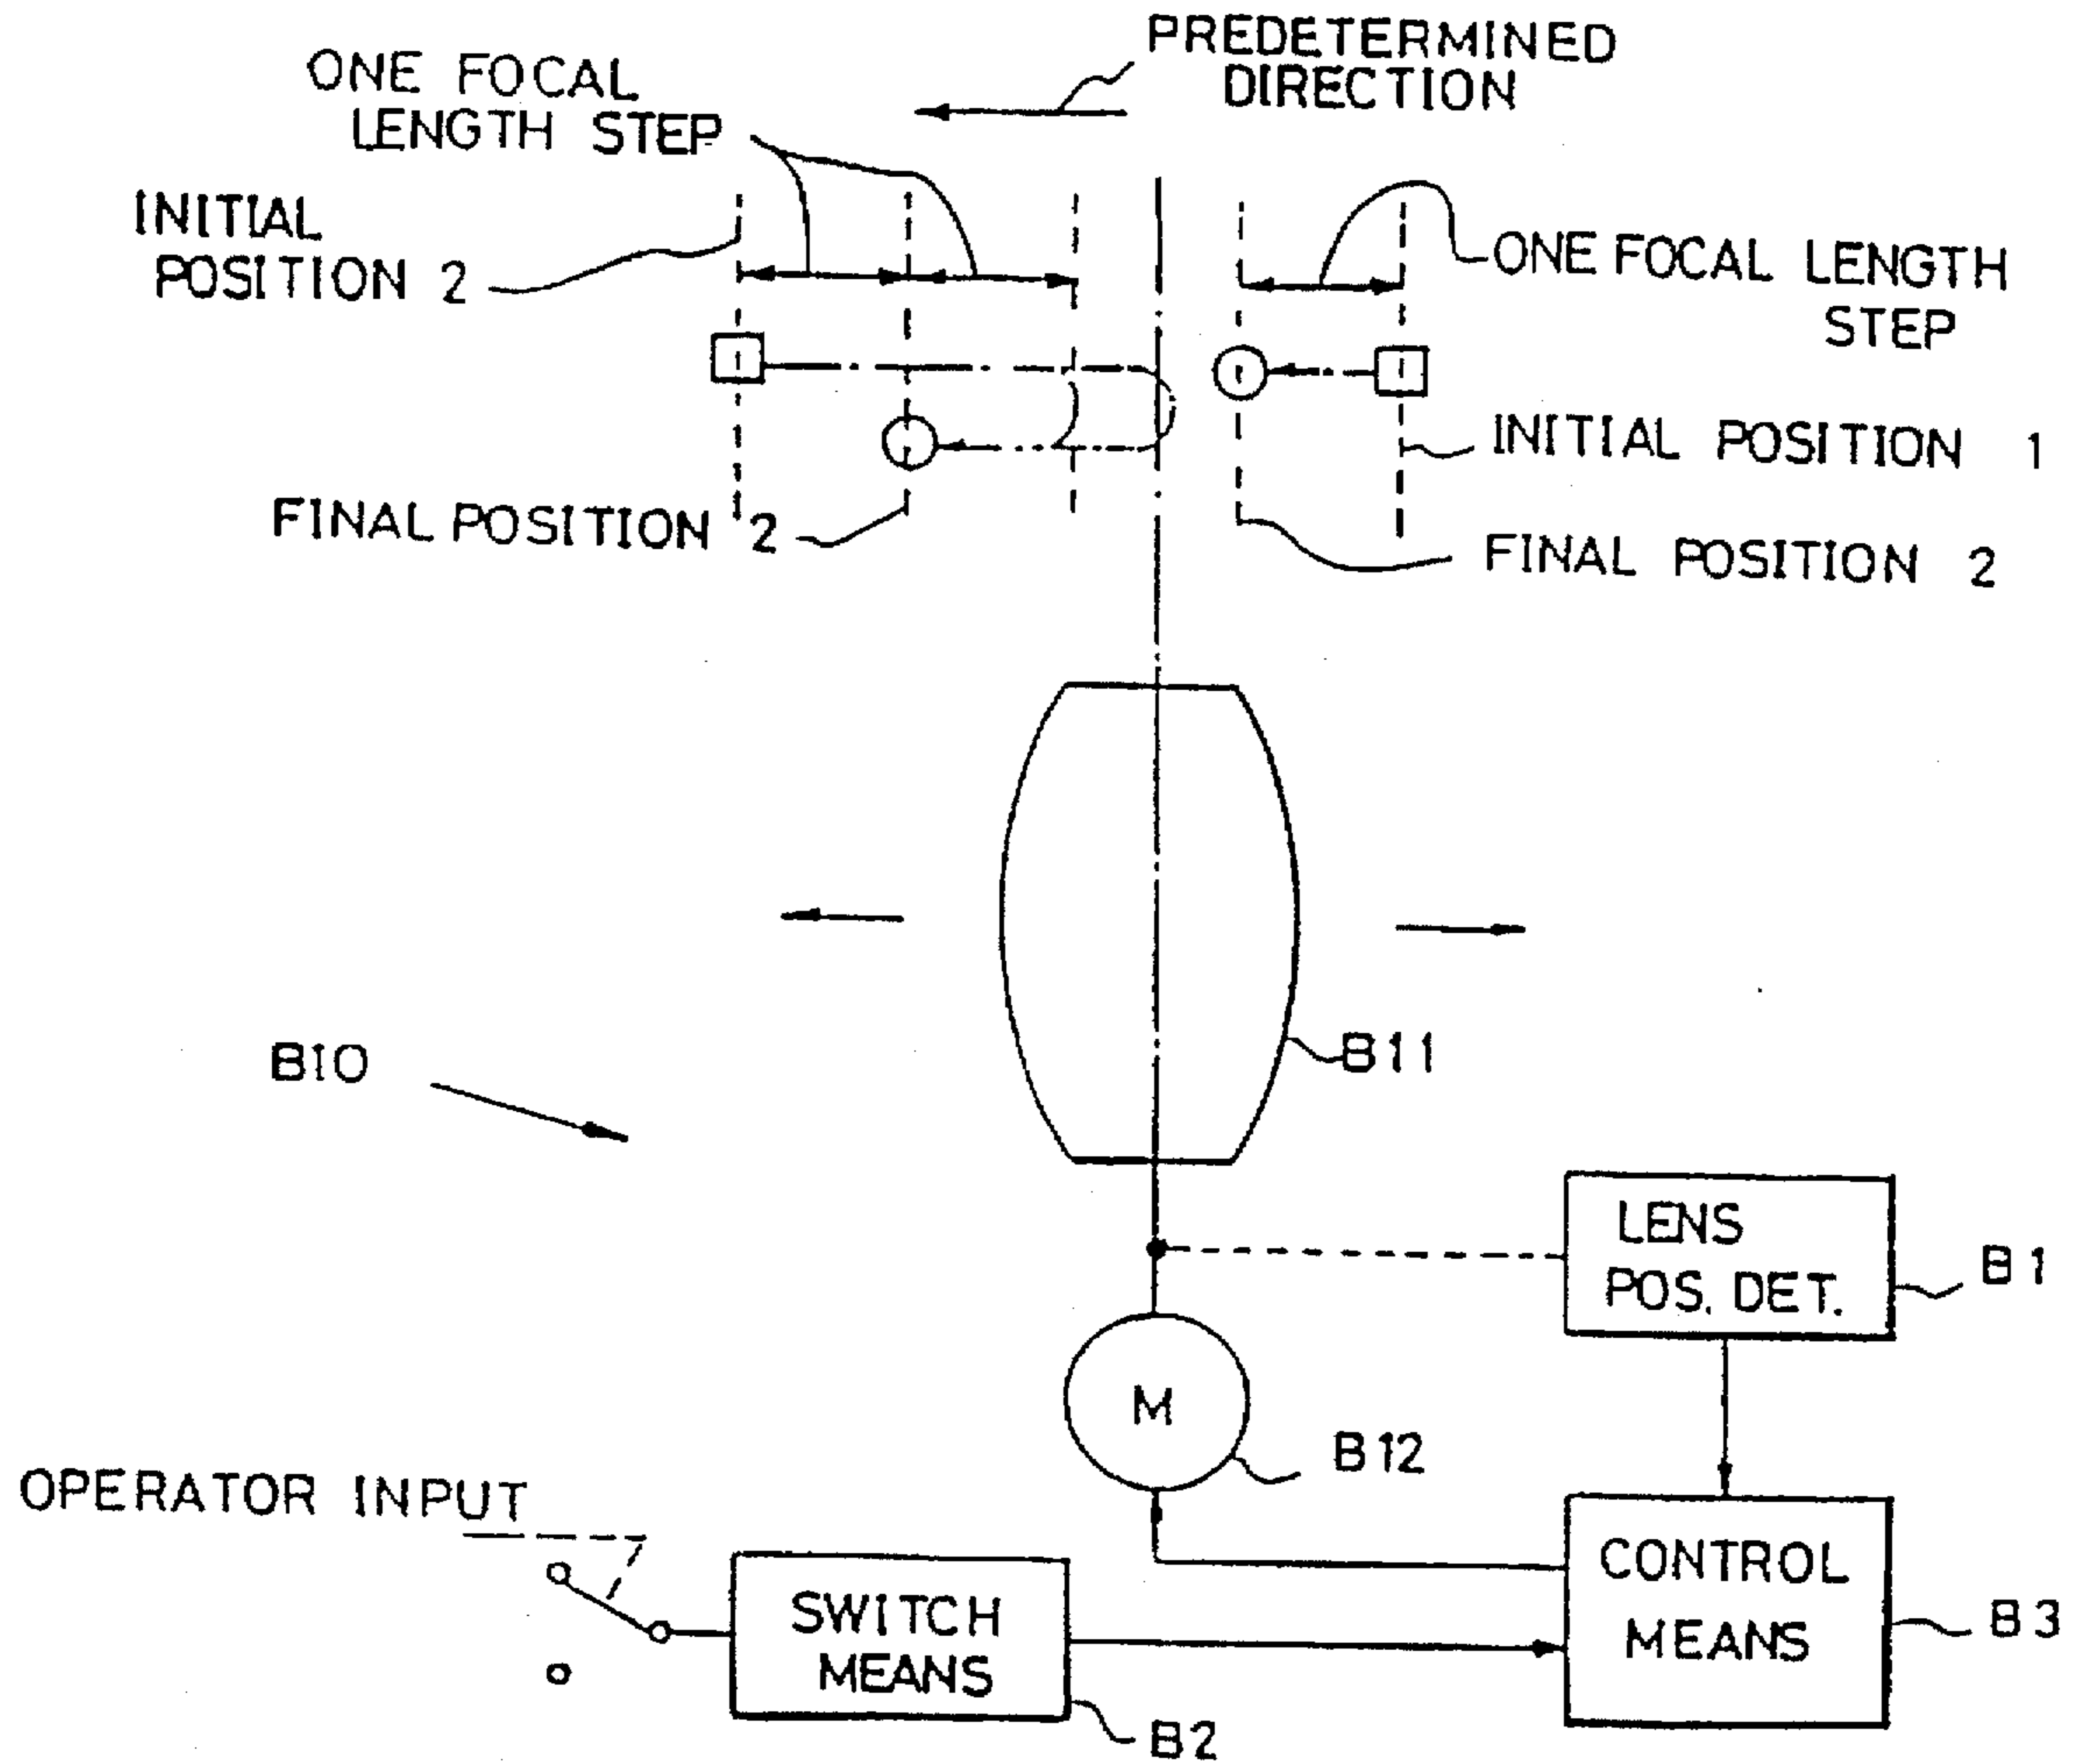 PREDETERMINED
DIRECTION
ONE FOCAL
LENGTH STEP
INITIAL
POSITION 2
ONE FOCAL LENGTH
STEP
INITIAL POSITION 1
FINAL POSITION 2
FINAL POSITION 2
B10
B11
LENS
POS. DET.
B1
M
B12
OPERATOR INPUT
CONTROL
MEANS
B3
SWITCH
MEANS
B2